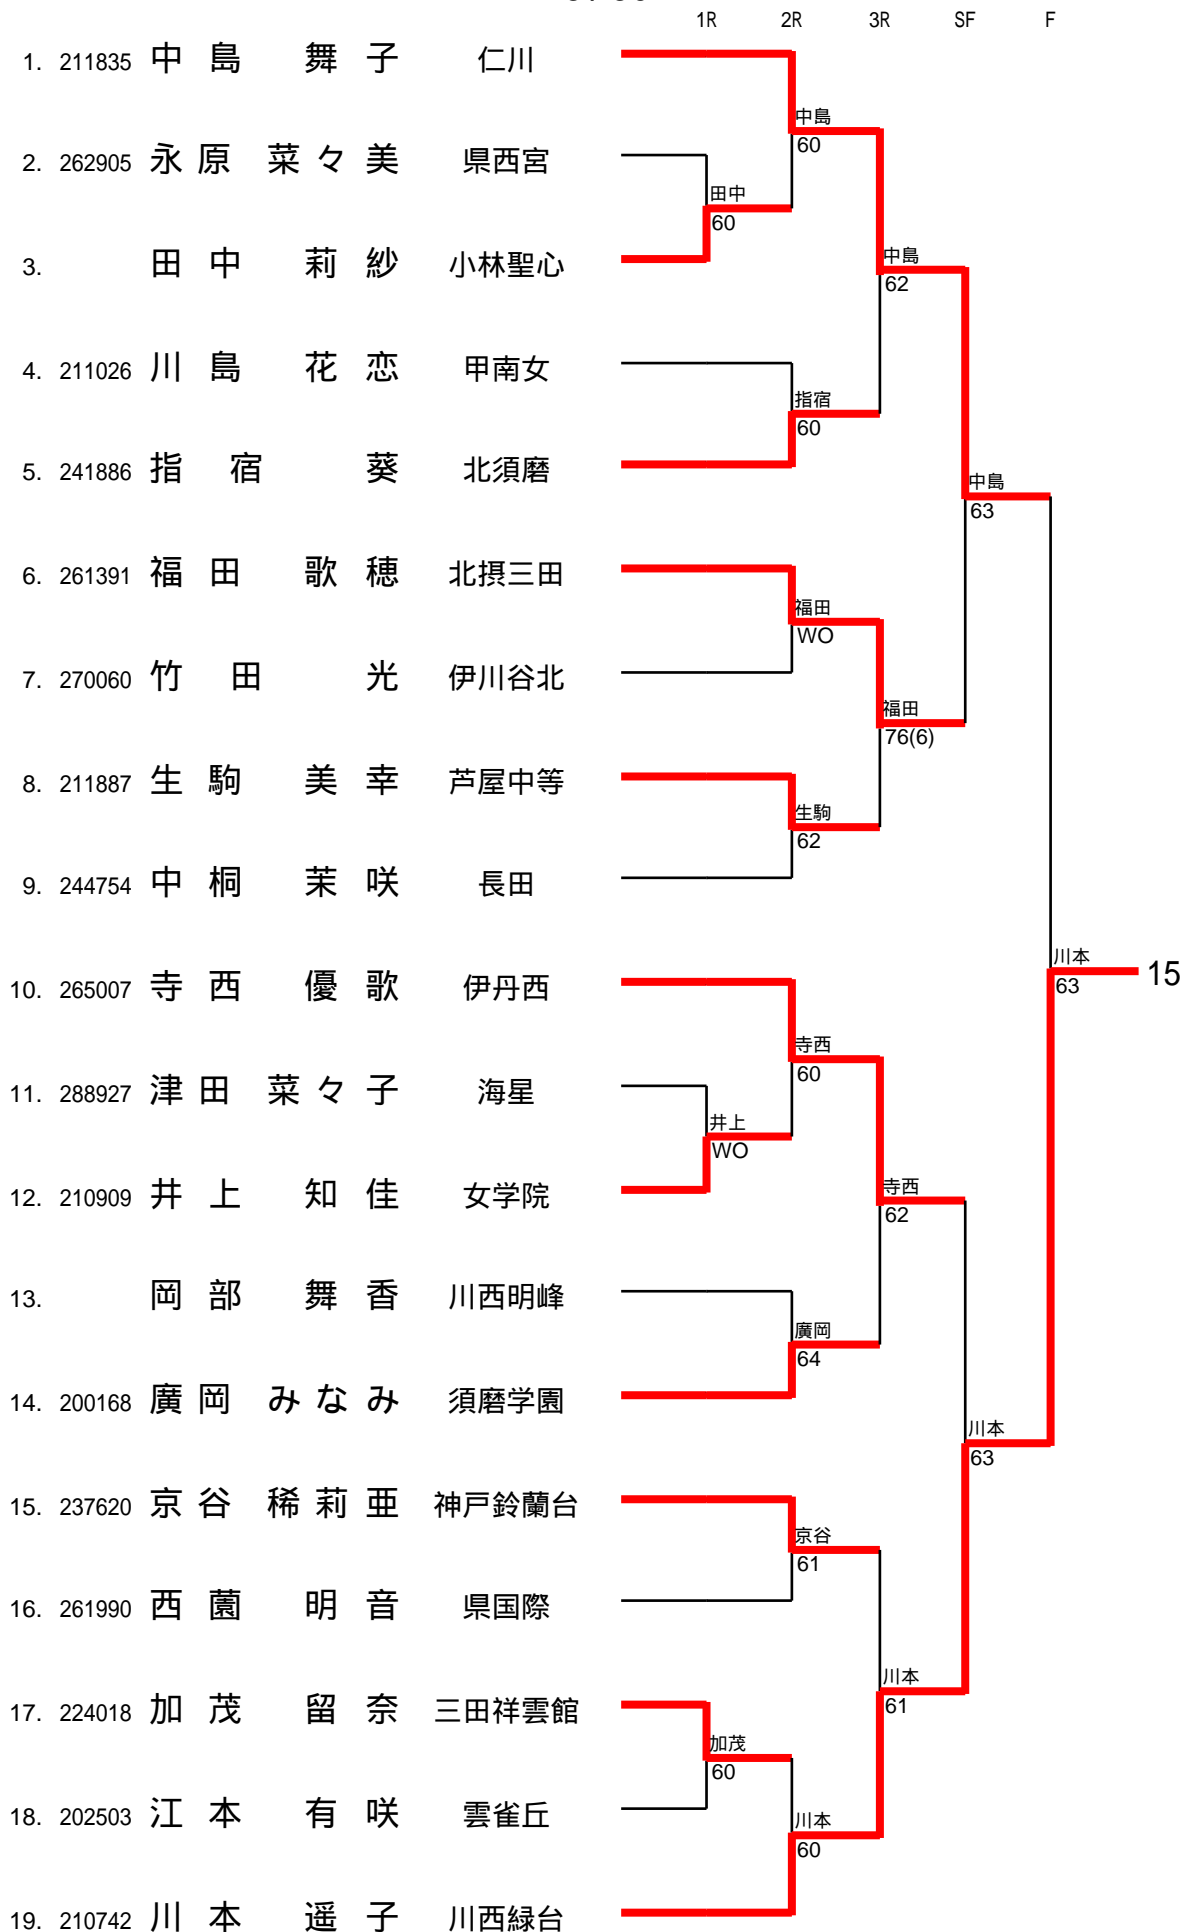 1R 2R 3R SF F
1. 211835 中島 舞子 仁川
中島
60
2. 262905 永原 菜々美 県西宮
田中
60
3. 田中 莉紗 小林聖心
中島
62
4. 211026 川島 花恋 甲南女
指宿
60
5. 241886 指宿 葵 北須磨
中島
63
6. 261391 福田 歌穂 北摂三田
福田
WO
7. 270060 竹田 光 伊川谷北
福田
76(6)
8. 211887 生駒 美幸 芦屋中等
生駒
62
9. 244754 中桐 茉咲 長田
川本
63
15
10. 265007 寺西 優歌 伊丹西
寺西
60
11. 288927 津田 菜々子 海星
井上
WO
12. 210909 井上 知佳 女学院
寺西
62
13. 岡部 舞香 川西明峰
廣岡
64
14. 200168 廣岡 みなみ 須磨学園
川本
63
15. 237620 京谷 稀莉亜 神戸鈴蘭台
京谷
61
16. 261990 西薗 明音 県国際
川本
61
17. 224018 加茂 留奈 三田祥雲館
加茂
60
18. 202503 江本 有咲 雲雀丘
川本
60
19. 210742 川本 遥子 川西緑台